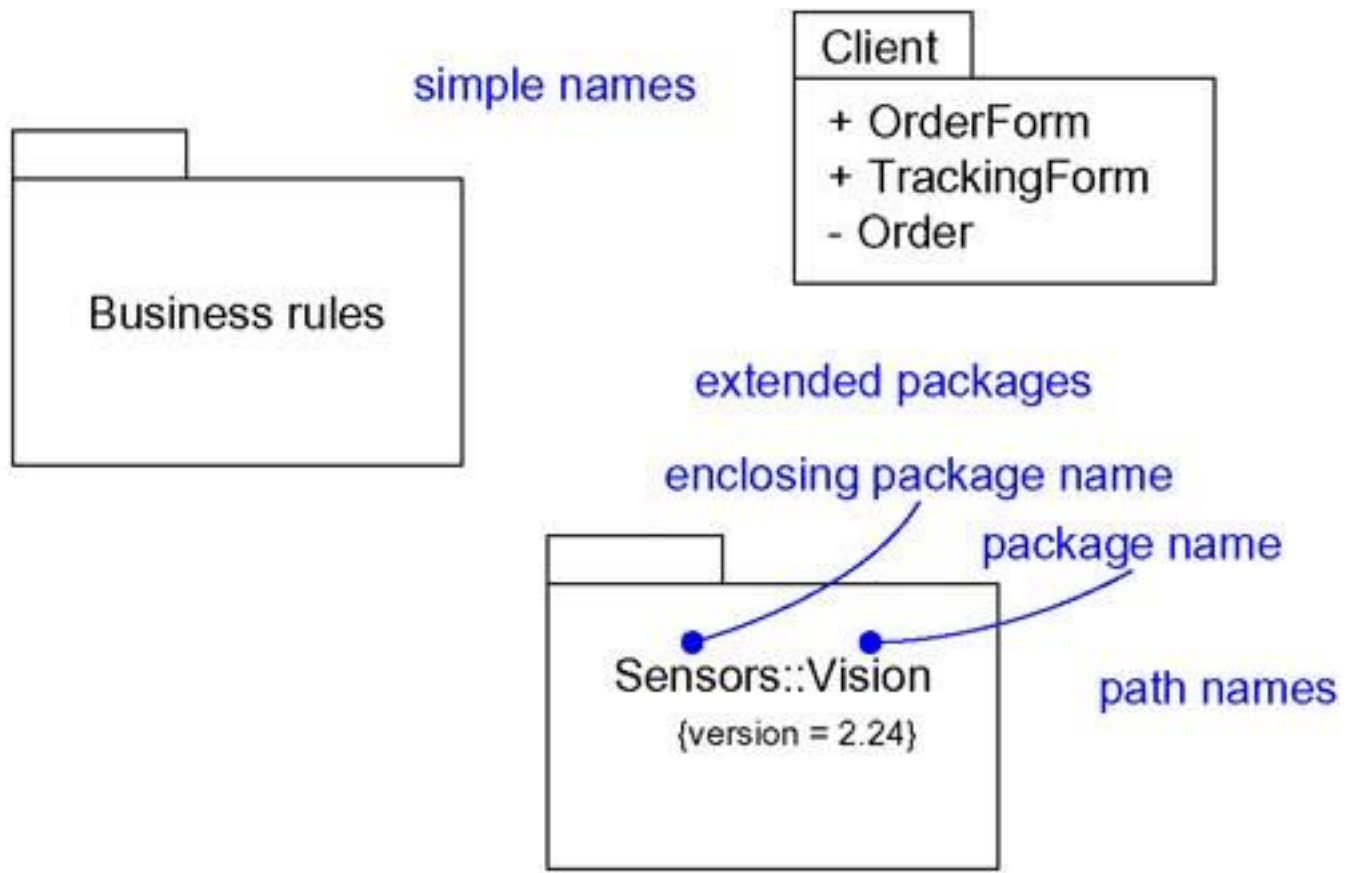 simple names
Client
+ OrderForm
+ TrackingForm
- Order
Business rules
extended packages
enclosing package name
package name
Sensors::Vision
{version = 2.24}
path names